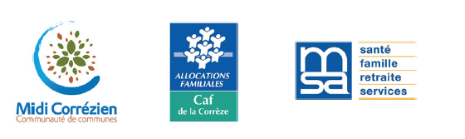 Midi Corrézien
Communauté de communes
ALLOCATIONS
FAMILIALES
Caf
de la Corrèze
msa
santé
famille
retraite
services